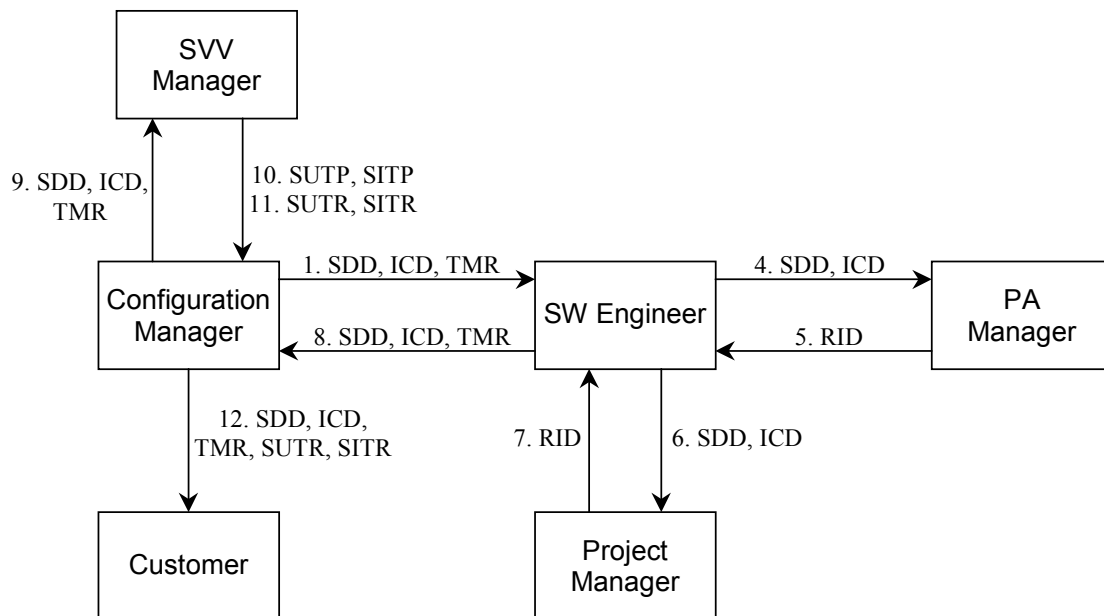 SVV
Manager
9. SDD, ICD,
TMR
10. SUTP, SITP
11. SUTR, SITR
1. SDD, ICD, TMR
4. SDD, ICD
Configuration
Manager
SW Engineer
PA
Manager
8. SDD, ICD, TMR
5. RID
12. SDD, ICD,
TMR, SUTR, SITR
7. RID
6. SDD, ICD
Customer
Project
Manager